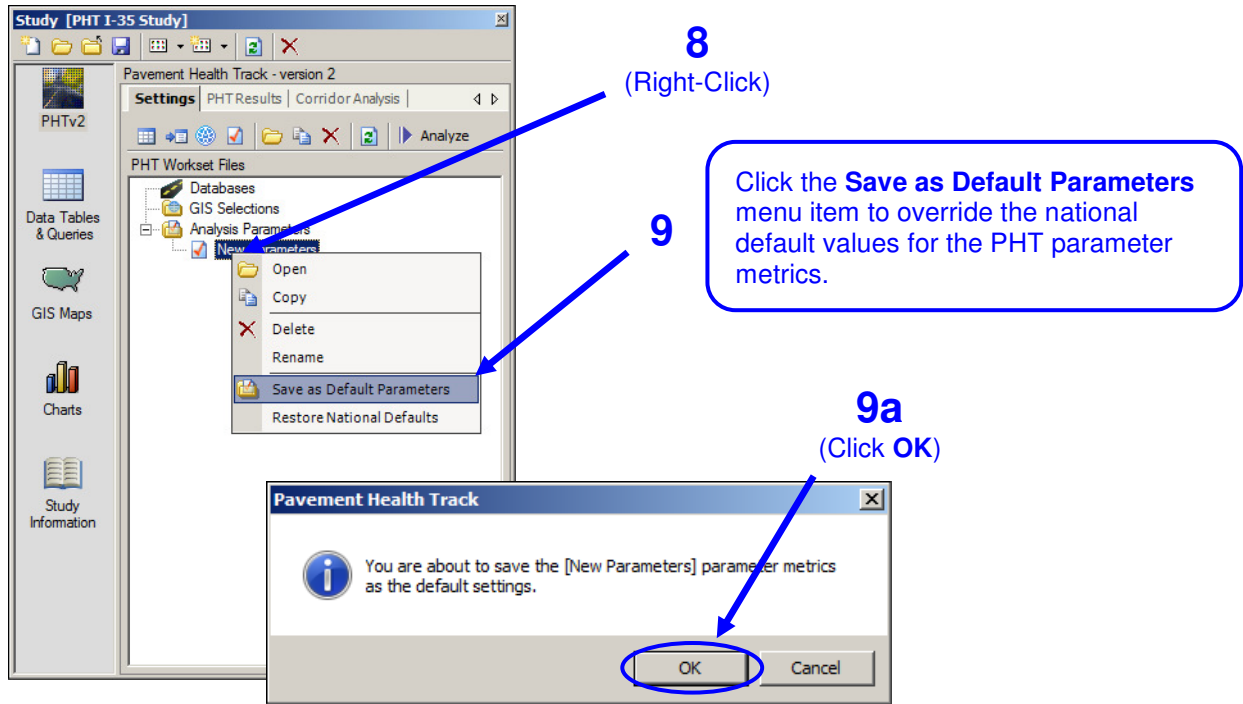 Study [PHT I-35 Study]
Pavement Health Track - version 2
Settings PHT Results Corridor Analysis
Analyze
PHT Workset Files
Databases
GIS Selections
Analysis Parameters
New Parameters
Open
Copy
Delete
Rename
Save as Default Parameters
Restore National Defaults
PHTv2
Data Tables
& Queries
GIS Maps
Charts
Study
Information
8
(Right-Click)
9
Click the Save as Default Parameters
menu item to override the national
default values for the PHT parameter
metrics.
9a
(Click OK)
Pavement Health Track
You are about to save the [New Parameters] parameter metrics
as the default settings.
OK Cancel